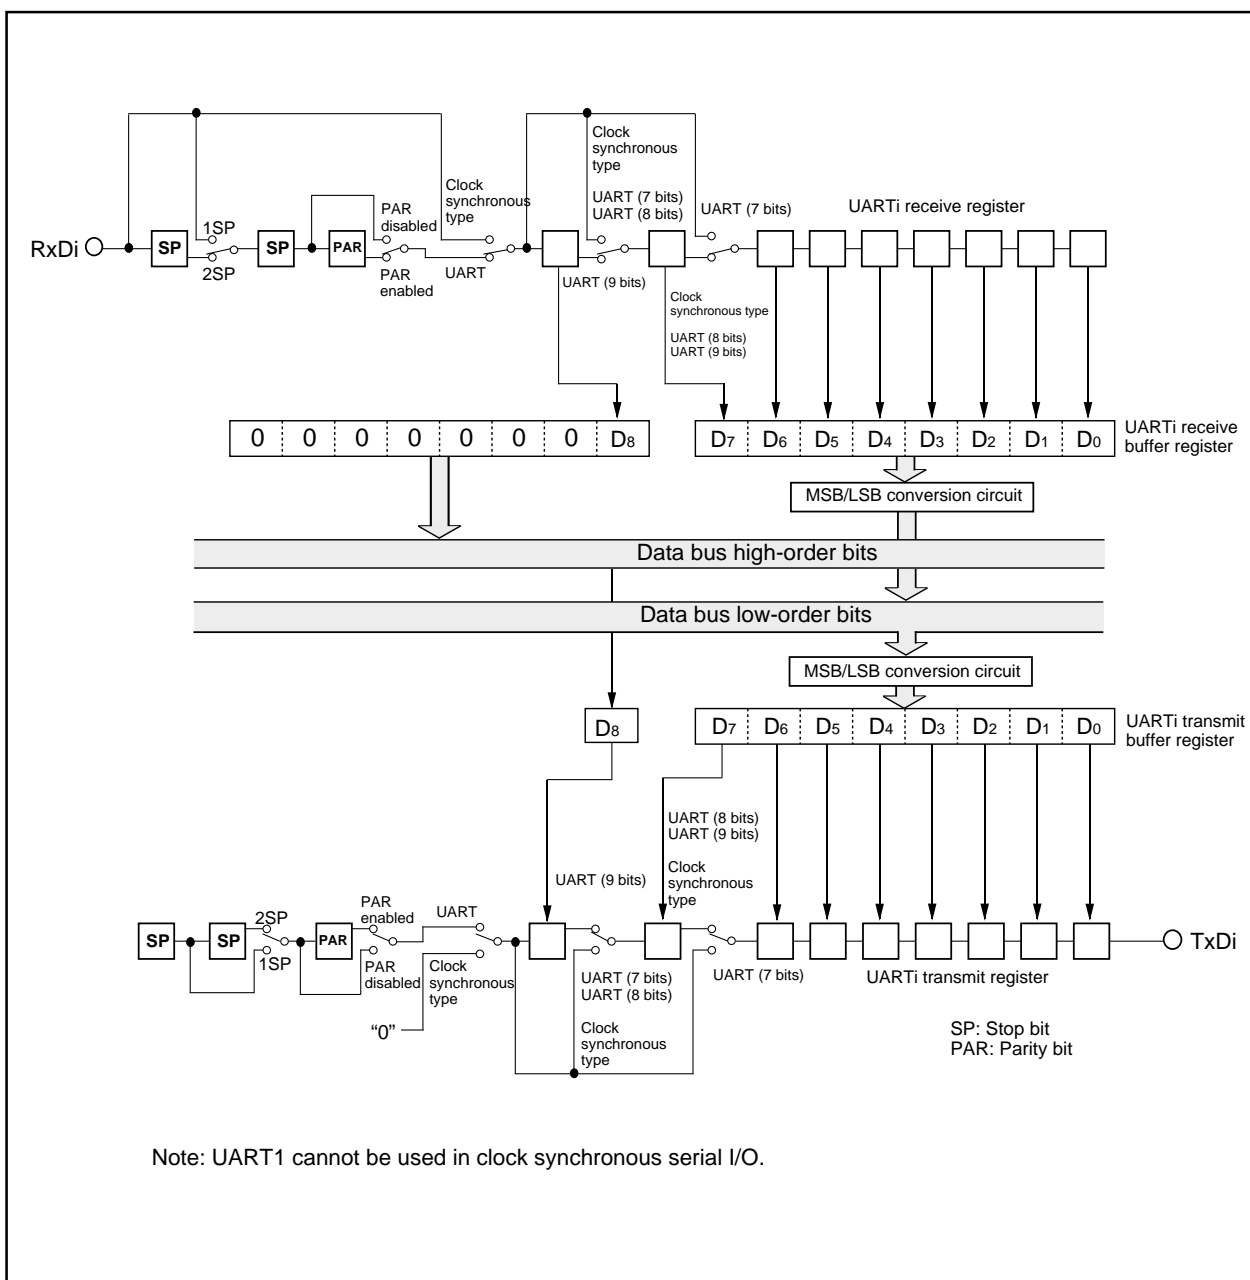 Clock
synchronous
type
UART (7 bits)
UART (8 bits)
Clock
synchronous
type
PAR
disabled
UART (7 bits)
UARTi receive register
1SP
RxDi
SP
SP
PAR
2SP
PAR
enabled
UART
UART (9 bits)
Clock
synchronous type
UART (8 bits)
UART (9 bits)
0 0 0 0 0 0 0 D8
D7 D6 D5 D4 D3 D2 D1 D0
UARTi receive
buffer register
MSB/LSB conversion circuit
Data bus high-order bits
Data bus low-order bits
MSB/LSB conversion circuit
D8
D7 D6 D5 D4 D3 D2 D1 D0
UARTi transmit
buffer register
UART (8 bits)
UART (9 bits)
Clock
synchronous
type
UART (9 bits)
PAR
enabled
UART
2SP
SP
SP
PAR
TxDi
1SP
PAR
disabled
Clock
synchronous
type
UART (7 bits)
UART (8 bits)
UART (7 bits)
UARTi transmit register
“0”
Clock
synchronous
type
SP: Stop bit
PAR: Parity bit
Note: UART1 cannot be used in clock synchronous serial I/O.